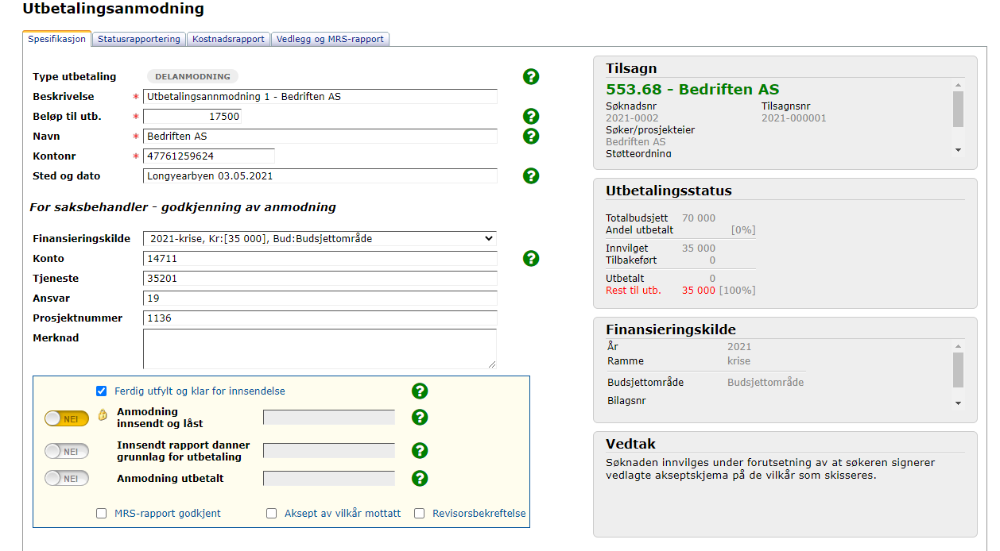 Utbetalingsanmodning
Spesifikasjon Statusrapportering Kostnadsrapport Vedlegg og MRS-rapport
Type utbetaling DELANMODNING ?
Beskrivelse * Utbetalingsannmodning 1 - Bedriften AS
Beløp til utb. * 17500 ?
Navn * Bedriften AS ?
Kontonr * 47761259624
Sted og dato Longyearbyen 03.05.2021 ?
For saksbehandler - godkjenning av anmodning
Finansieringskilde 2021-krise, Kr:[35 000], Bud:Budsjettområde
Konto 14711 ?
Tjeneste 35201
Ansvar 19
Prosjektnummer 1136
Merknad
Ferdig utfylt og klar for innsendelse ?
NEI Anmodning
innsendt og låst ?
NEI Innsendt rapport danner
grunnlag for utbetaling ?
NEI Anmodning utbetalt ?
MRS-rapport godkjent Aksept av vilkår mottatt Revisorsbekreftelse
Tilsagn
553.68 - Bedriften AS
Søknadsnr Tilsagnsnr
2021-0002 2021-000001
Søker/prosjekteier
Bedriften AS
Støtteordning
Utbetalingsstatus
Totalbudsjett 70 000
Andel utbetalt [0%]
Innvilget 35 000
Tilbakeført 0
Utbetalt 0
Rest til utb. 35 000 [100%]
Finansieringskilde
År 2021
Ramme krise
Budsjettområde Budsjettområde
Bilagsnr
Vedtak
Søknaden innvilges under forutsetning av at søkeren signerer
vedlagte akseptskjema på de vilkår som skisseres.